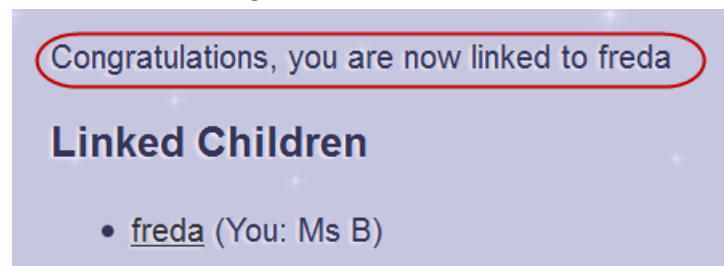 Congratulations, you are now linked to freda
Linked Children
• freda (You: Ms B)